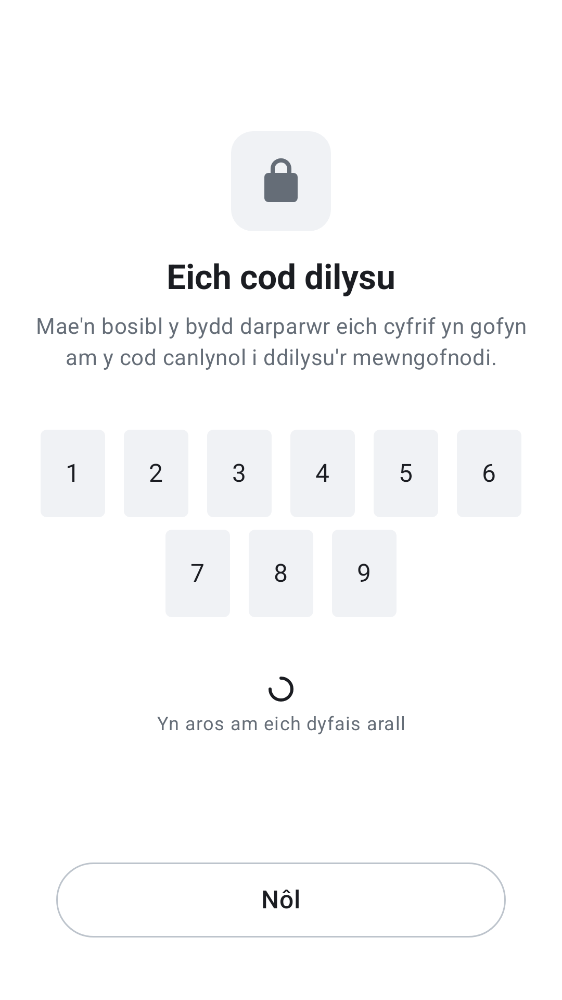 Eich cod dilysu
Mae'n bosibl y bydd darparwr eich cyfrif yn gofyn
am y cod canlynol i ddilysu'r mewngofnodi.
1 2 3 4 5 6
7 8 9
Yn aros am eich dyfais arall
Nôl